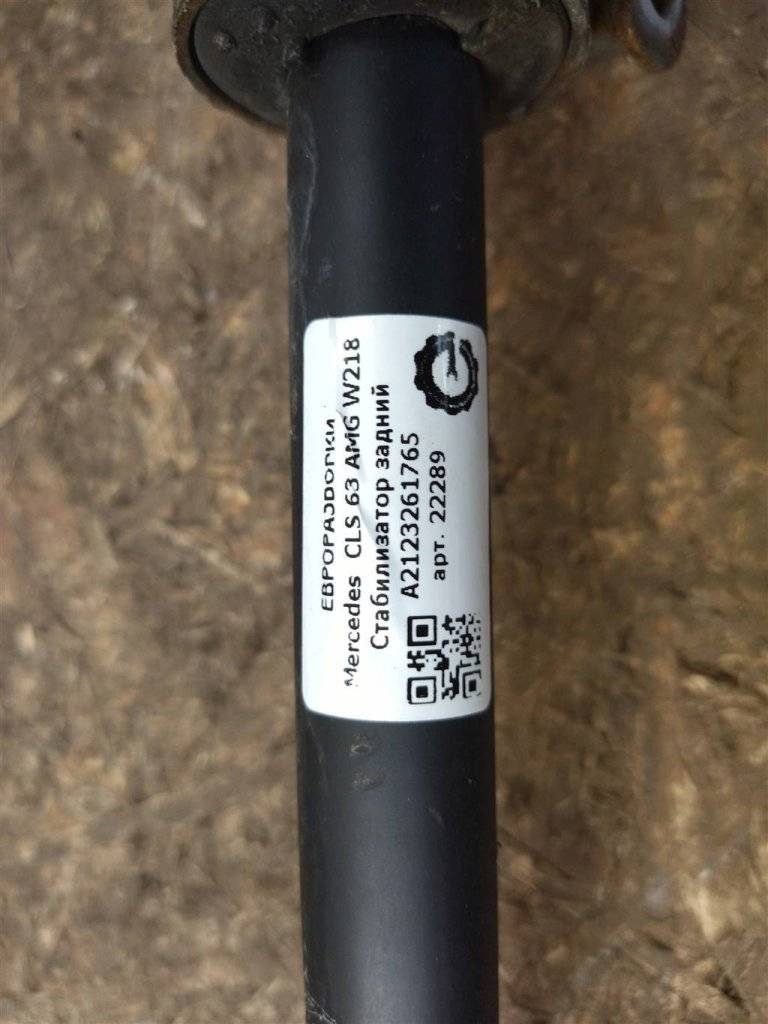 ЕВРОРАЗБОРКИ
Mercedes CLS 63 AMG W218
Стабилизатор задний
A2123261765
арт. 22289